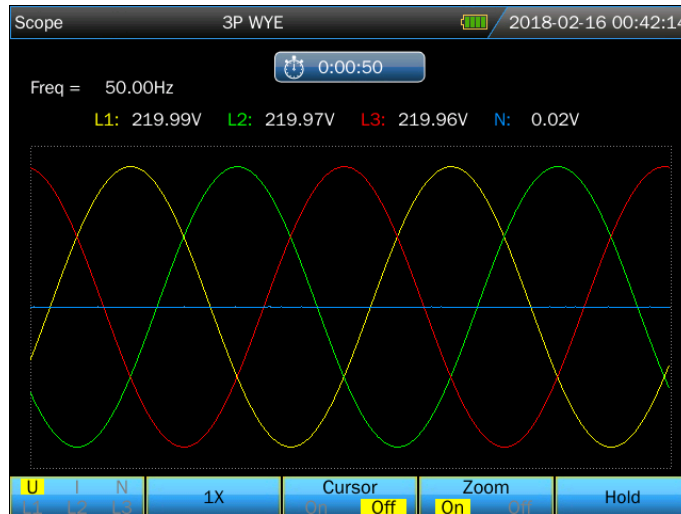 Scope 3P WYE 2018-02-16 00:42:14
0:00:50
Freq = 50.00Hz
L1: 219.99V L2: 219.97V L3: 219.96V N: 0.02V
U I N Cursor Zoom
L1 L2 L3 1X On Off On Off Hold